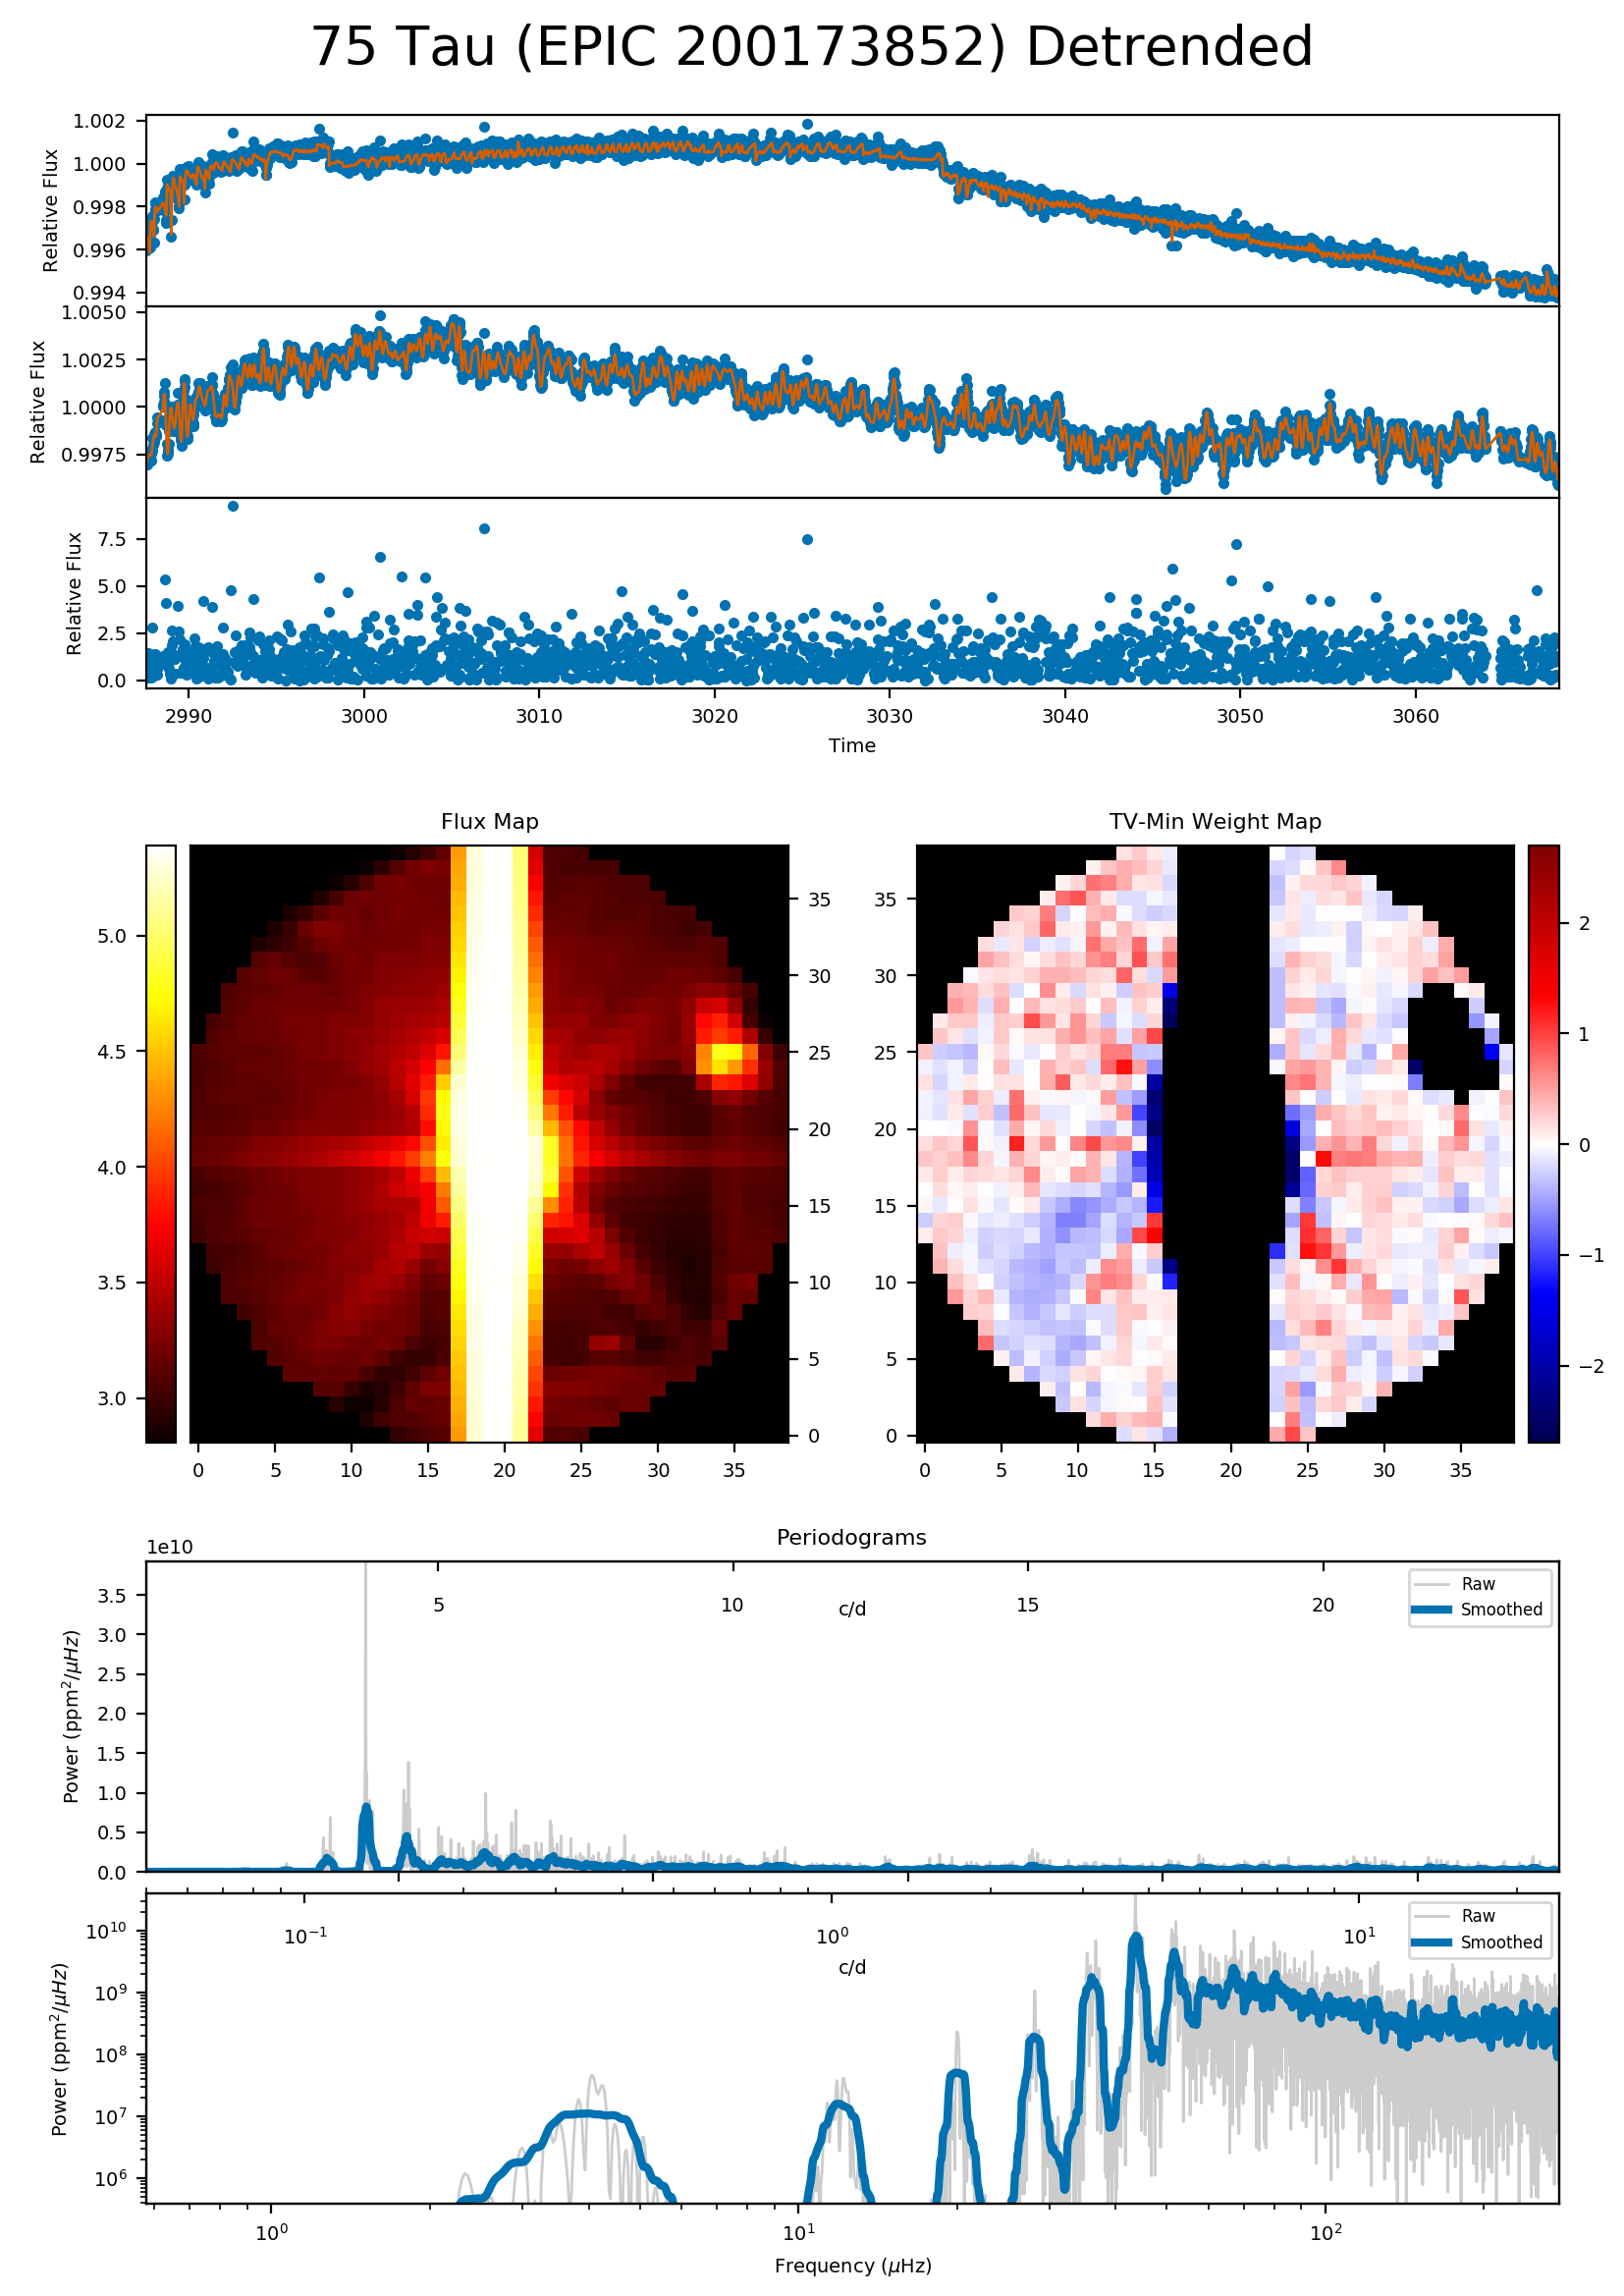 75 Tau (EPIC 200173852) Detrended
1.002
1.000
0.998
0.996
0.994
Relative Flux
1.0050
1.0025
1.0000
0.9975
Relative Flux
7.5
5.0
2.5
0.0
Relative Flux
2990 3000 3010 3020 3030 3040 3050 3060
Time
Flux Map
5.0
4.5
4.0
3.5
3.0
35
30
25
20
15
10
5
0
0 5 10 15 20 25 30 35
TV-Min Weight Map
35
30
25
20
15
10
5
0
0 5 10 15 20 25 30 35
2
1
0
−1
−2
Periodograms
1e10
3.5
3.0
2.5
2.0
1.5
1.0
0.5
0.0
Power (ppm²/μHz)
5 10 15 20
c/d
Raw
Smoothed
10¹⁰
10⁹
10⁸
10⁷
10⁶
Power (ppm²/μHz)
10⁻¹ 10⁰ 10¹
c/d
Raw
Smoothed
10⁰ 10¹ 10²
Frequency (μHz)